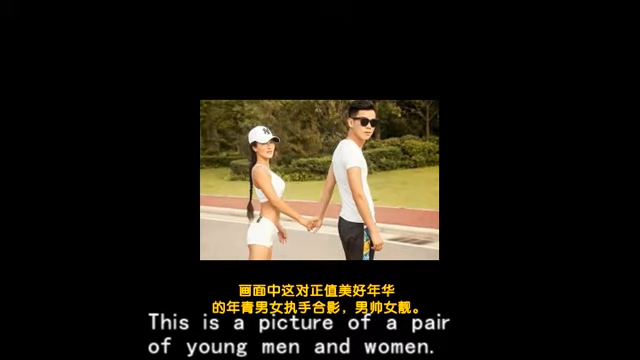 画面中这对正值美好年华
的年青男女执手合影，男帅女靓。
This is a picture of a pair
of young men and women.